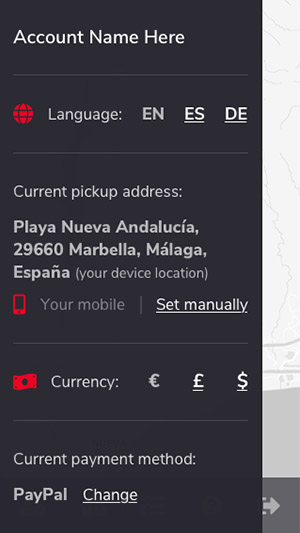 Account Name Here
Language: EN ES DE
Current pickup address:
Playa Nueva Andalucía,
29660 Marbella, Málaga,
España (your device location)
Your mobile | Set manually
Currency: € £ $
Current payment method:
PayPal Change